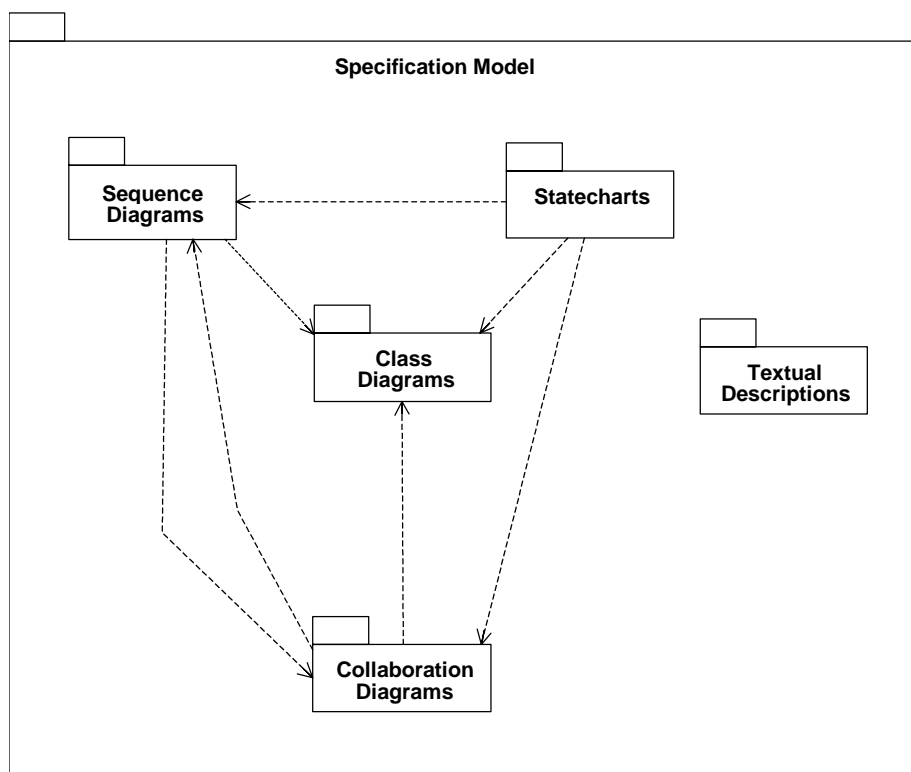 Specification Model
Sequence
Diagrams
Statecharts
Class
Diagrams
Textual
Descriptions
Collaboration
Diagrams